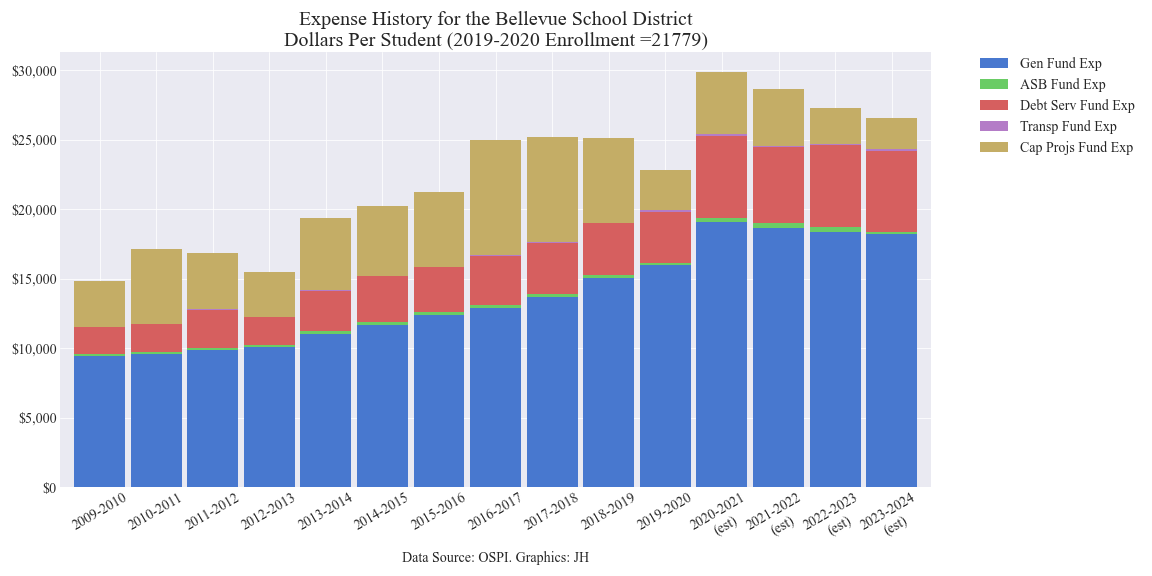 Expense History for the Bellevue School District
Dollars Per Student (2019-2020 Enrollment =21779)
$30,000
$25,000
$20,000
$15,000
$10,000
$5,000
$0
2009-2010
2010-2011
2011-2012
2012-2013
2013-2014
2014-2015
2015-2016
2016-2017
2017-2018
2018-2019
2019-2020
2020-2021
(est)
2021-2022
(est)
2022-2023
(est)
2023-2024
(est)
Data Source: OSPI. Graphics: JH
Gen Fund Exp
ASB Fund Exp
Debt Serv Fund Exp
Transp Fund Exp
Cap Projs Fund Exp